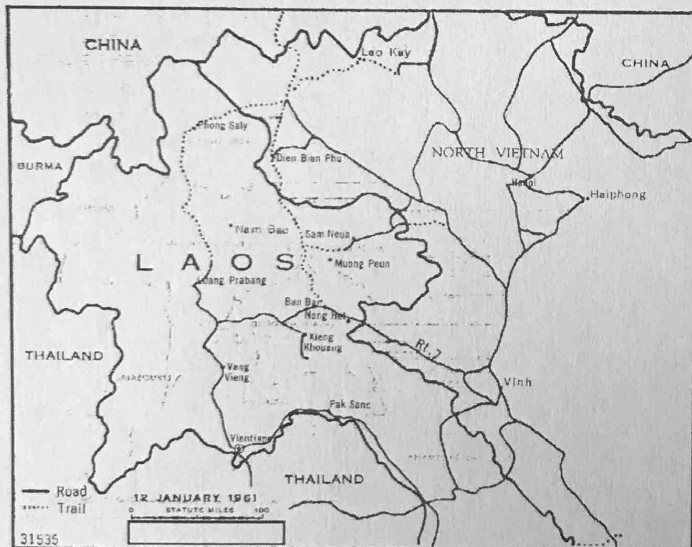 CHINA
Lao Kay
CHINA
Phong Saly
BURMA
Dien Bien Phu
NORTH VIETNAM
Hanoi
Haiphong
Nam Bac
Sam Neua
LAOS
Muong Peun
Luang Prabang
Ban Ban
Nong Het
Xieng
Khouang
Rt. 7
THAILAND
Vang
Vieng
Vinh
Pak Sane
Vientiane
THAILAND
Road
Trail
12 JANUARY 1961
0 STATUTE MILES 100
31535